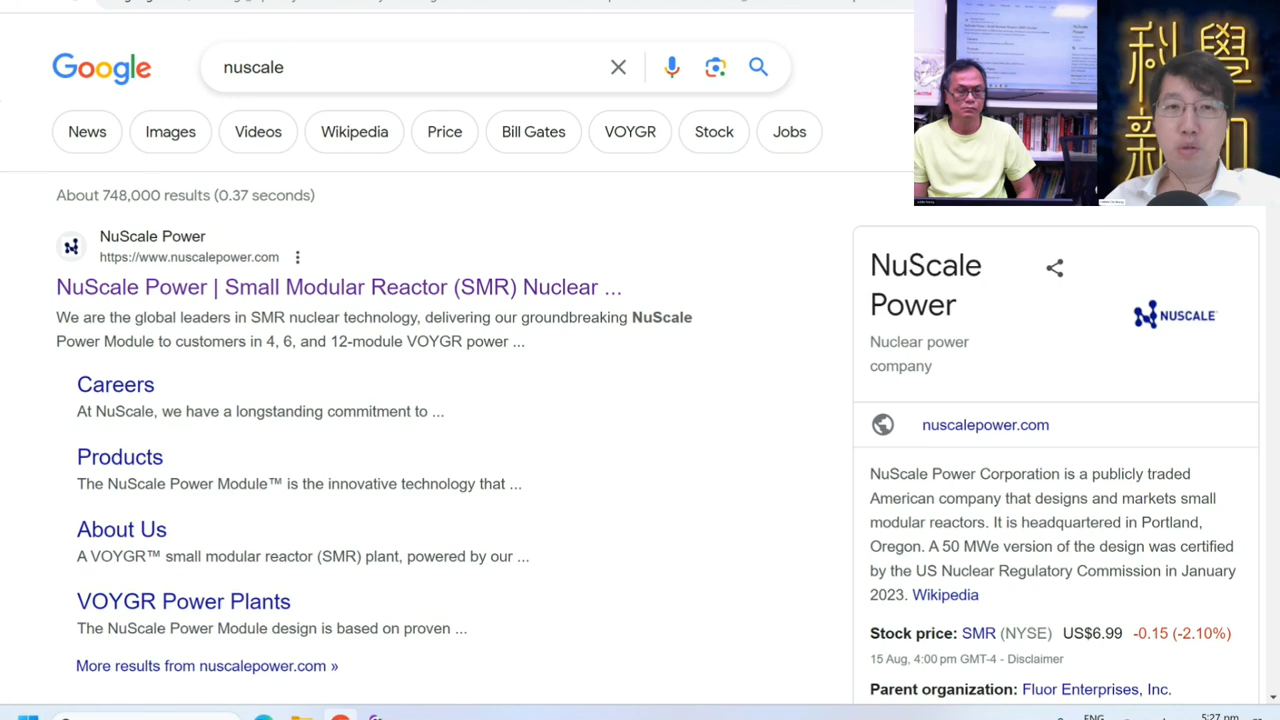 Google
nuscale
News
Images
Videos
Wikipedia
Price
Bill Gates
VOYGR
Stock
Jobs
About 748,000 results (0.37 seconds)
NuScale Power
https://www.nuscalepower.com
NuScale Power | Small Modular Reactor (SMR) Nuclear ...
We are the global leaders in SMR nuclear technology, delivering our groundbreaking NuScale
Power Module to customers in 4, 6, and 12-module VOYGR power ...
Careers
At NuScale, we have a longstanding commitment to ...
Products
The NuScale Power Module™ is the innovative technology that ...
About Us
A VOYGR™ small modular reactor (SMR) plant, powered by our ...
VOYGR Power Plants
The NuScale Power Module design is based on proven ...
More results from nuscalepower.com »
科學
新
NuScale
Power
NUSCALE
Nuclear power
company
nuscalepower.com
NuScale Power Corporation is a publicly traded
American company that designs and markets small
modular reactors. It is headquartered in Portland,
Oregon. A 50 MWe version of the design was certified
by the US Nuclear Regulatory Commission in January
2023. Wikipedia
Stock price: SMR (NYSE) US$6.99 -0.15 (-2.10%)
15 Aug, 4:00 pm GMT-4 - Disclaimer
Parent organization: Fluor Enterprises, Inc.
ENG
5:27 pm